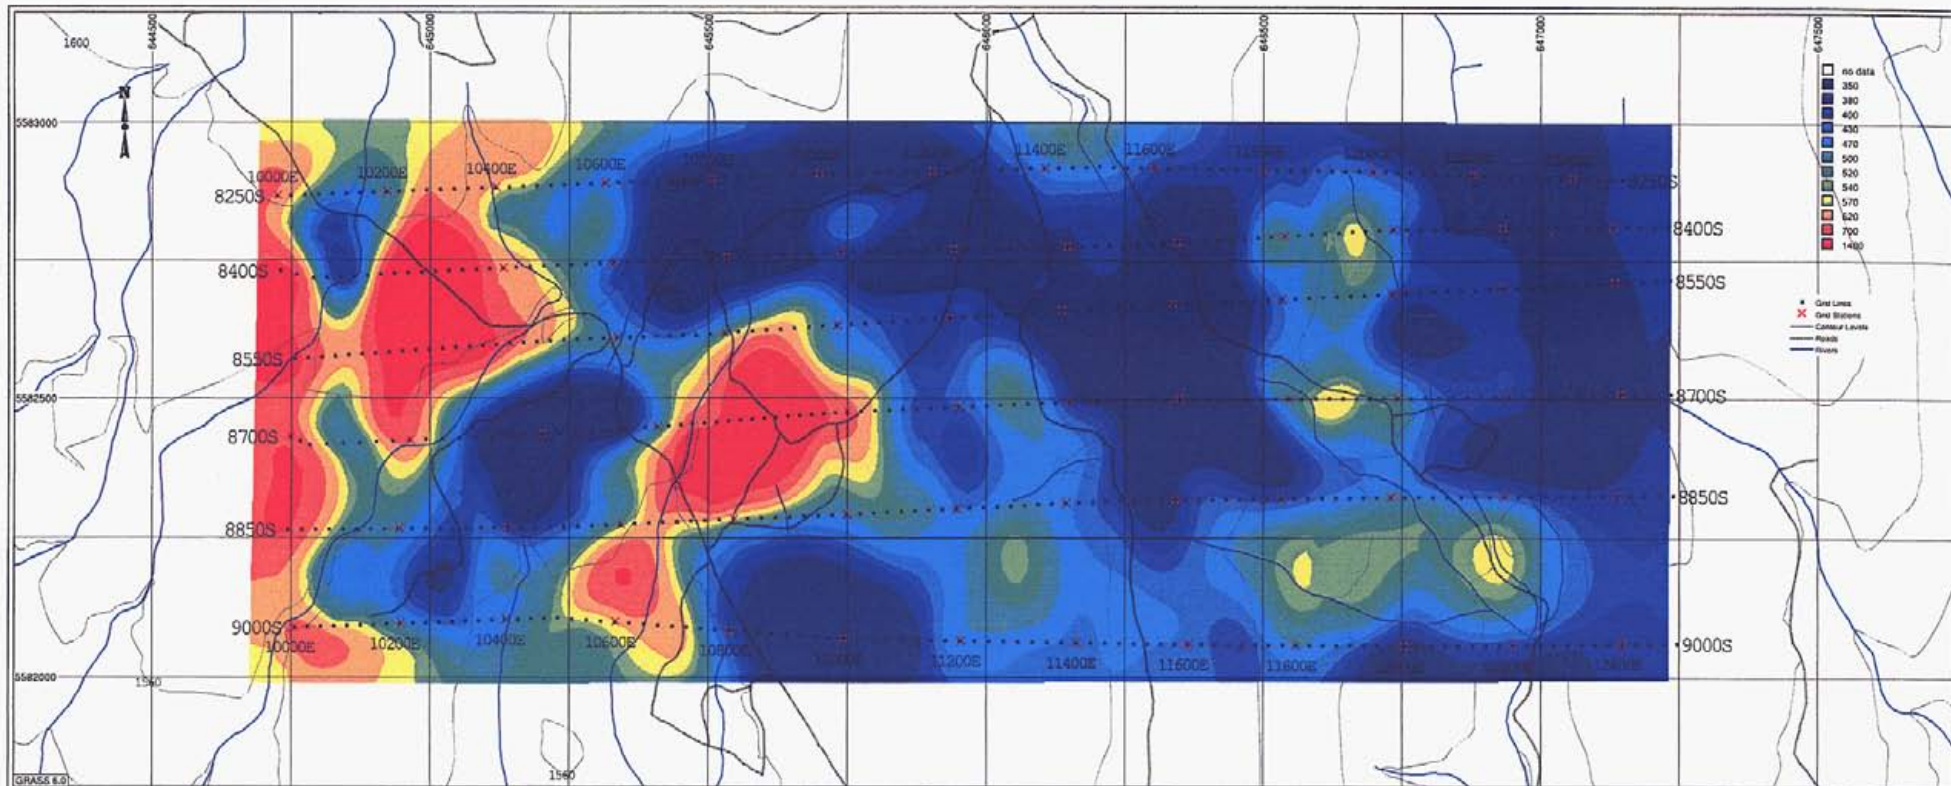 644500
645000
645500
646000
646500
647000
647500
1600
N
5583000
no data
350
380
400
430
470
500
520
540
570
620
700
1400
10000E
10200E
10400E
10600E
11400E
11600E
8250S
8250S
8400S
8400S
8550S
8550S
Grid Lines
Grid Stations
Contour Levels
Roads
Rivers
5582500
8700S
8700S
8850S
8850S
9000S
9000S
10000E
10200E
10400E
10600E
10800E
11200E
11400E
11600E
5582000
1560
GRASS 6.0